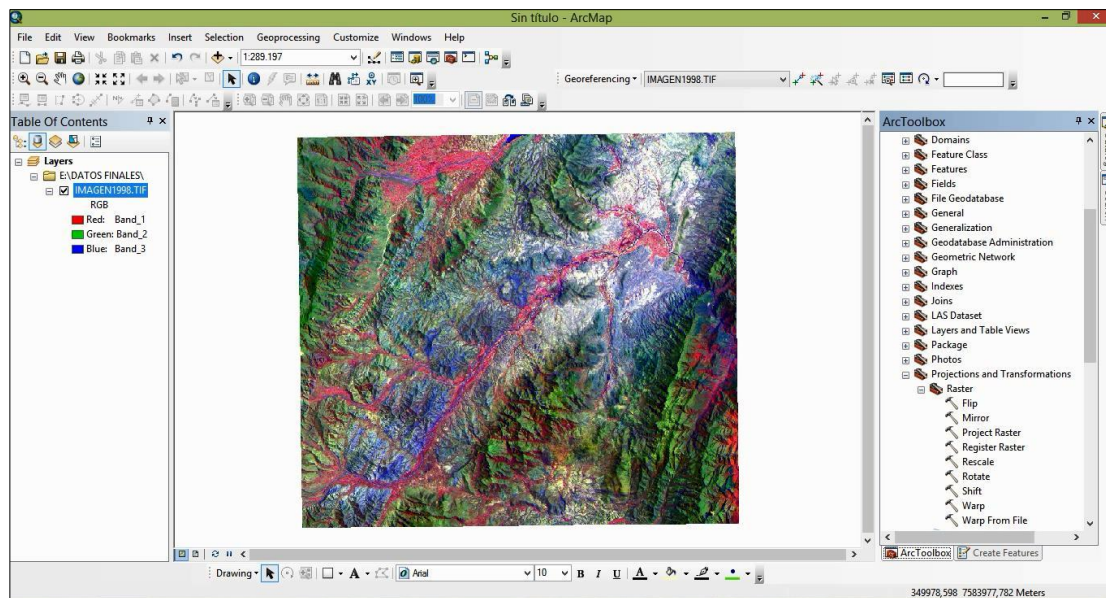 Sin título - ArcMap
File Edit View Bookmarks Insert Selection Geoprocessing Customize Windows Help
1:289.197
Georeferencing IMAGEN1998.TIF
Table Of Contents
Layers
E:\DATOS FINALES\
IMAGEN1998.TIF
RGB
Red: Band_1
Green: Band_2
Blue: Band_3
ArcToolbox
Domains
Feature Class
Features
Fields
File Geodatabase
General
Generalization
Geodatabase Administration
Geometric Network
Graph
Indexes
Joins
LAS Dataset
Layers and Table Views
Package
Photos
Projections and Transformations
Raster
Flip
Mirror
Project Raster
Register Raster
Rescale
Rotate
Shift
Warp
Warp From File
ArcToolbox Create Features
Drawing A Arial 10 B I U A
349978,598 7583977,782 Meters